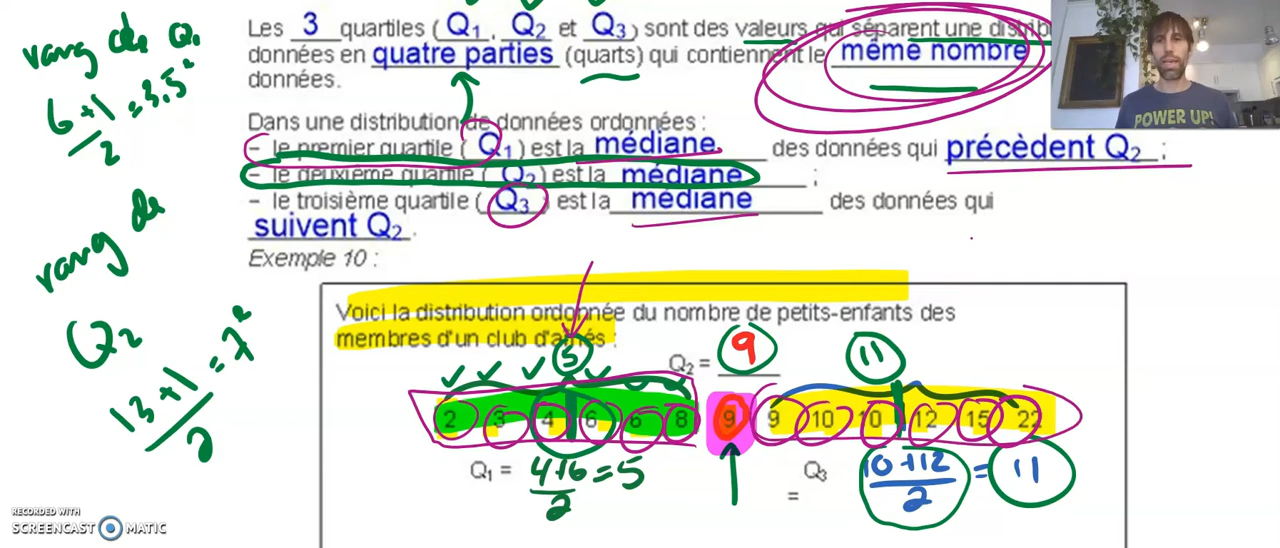 rang de Q1
6+1
2
=3.5e
rang de
Q2
13+1
2
=7e
Les 3 quartiles ( Q1 , Q2 et Q3 ) sont des valeurs qui séparent une distrib
données en quatre parties (quarts) qui contiennent le même nombre
données.
Dans une distribution de données ordonnées :
– le premier quartile ( Q1 ) est la médiane des données qui précèdent Q2 ;
– le deuxième quartile ( Q2 ) est la médiane ;
– le troisième quartile ( Q3 ) est la médiane des données qui
suivent Q2 .
Exemple 10 :
Voici la distribution ordonnée du nombre de petits-enfants des
membres d'un club d'aînés :
5 Q2 = 9 11
2 3 4 6 6 8 9 9 10 10 12 15 22
Q1 = 4+6 = 5
2
Q3 = 10+12 = 11
2
POWER UP!
RECORDED WITH
SCREENCAST MATIC